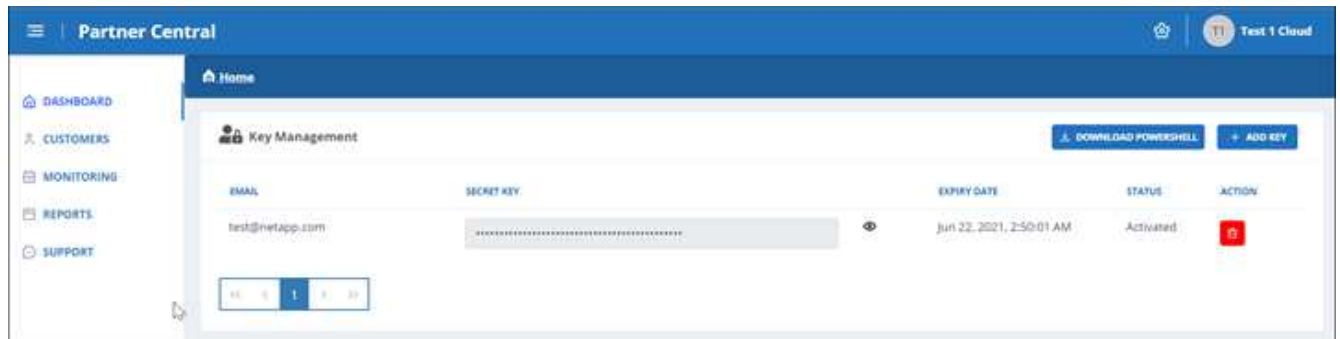 Partner Central
T1 Test 1 Cloud
Home
DASHBOARD
CUSTOMERS
MONITORING
REPORTS
SUPPORT
Key Management
DOWNLOAD POWERSHELL
+ ADD KEY
EMAIL SECRET KEY EXPIRY DATE STATUS ACTION
test@netapp.com Jun 22, 2021, 2:50:01 AM Activated
1